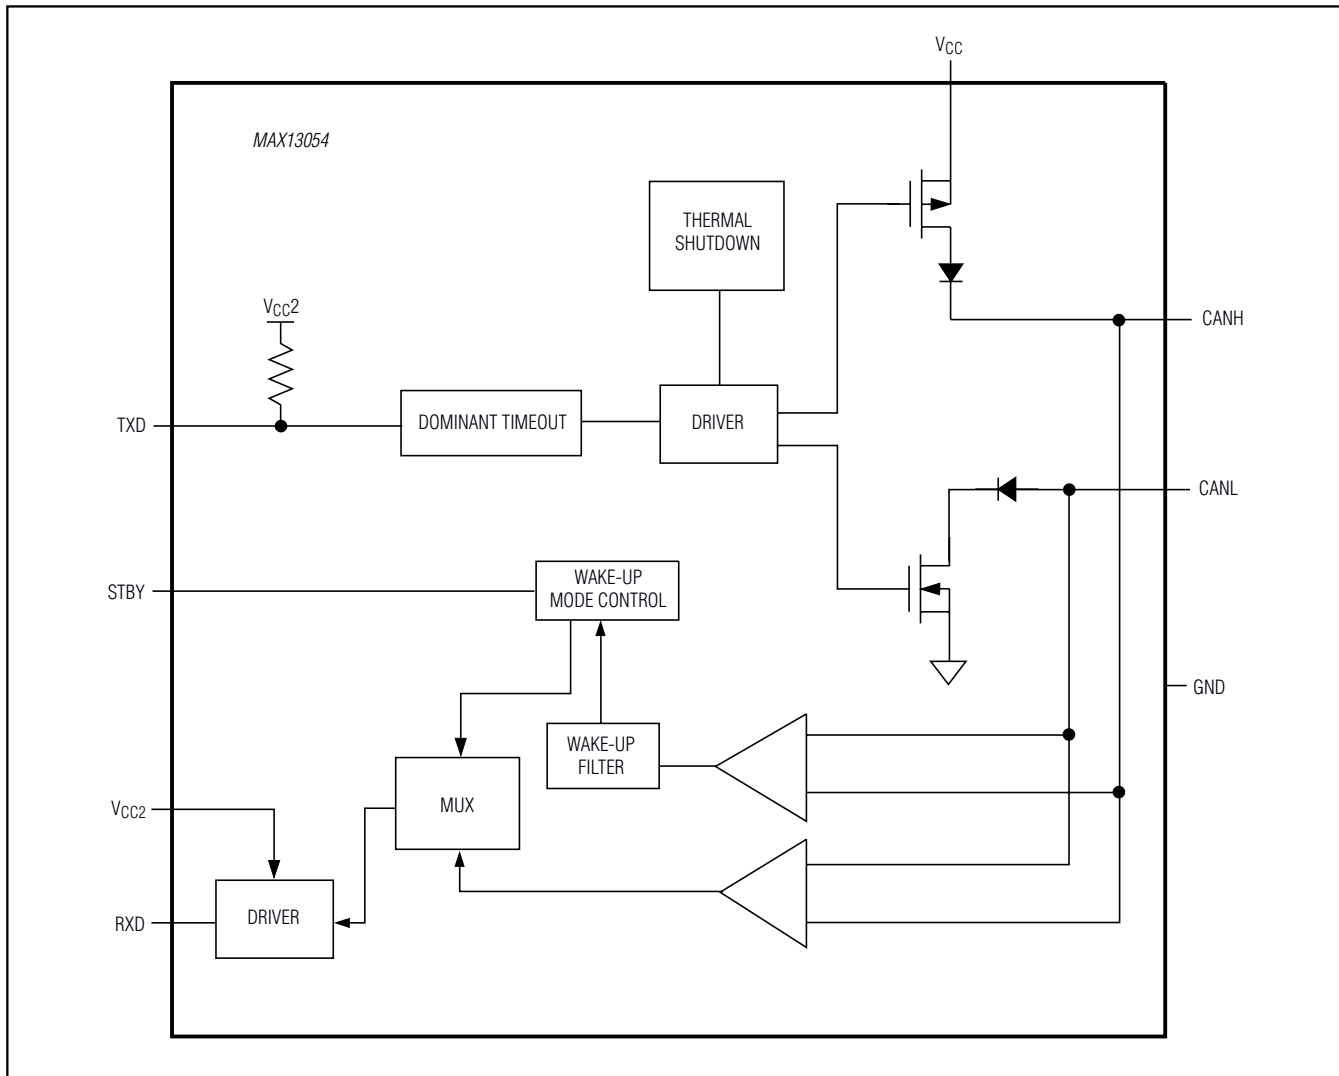 VCC
MAX13054
THERMAL
SHUTDOWN
VCC2
CANH
TXD
DOMINANT TIMEOUT
DRIVER
CANL
STBY
WAKE-UP
MODE CONTROL
GND
WAKE-UP
FILTER
VCC2
MUX
RXD
DRIVER